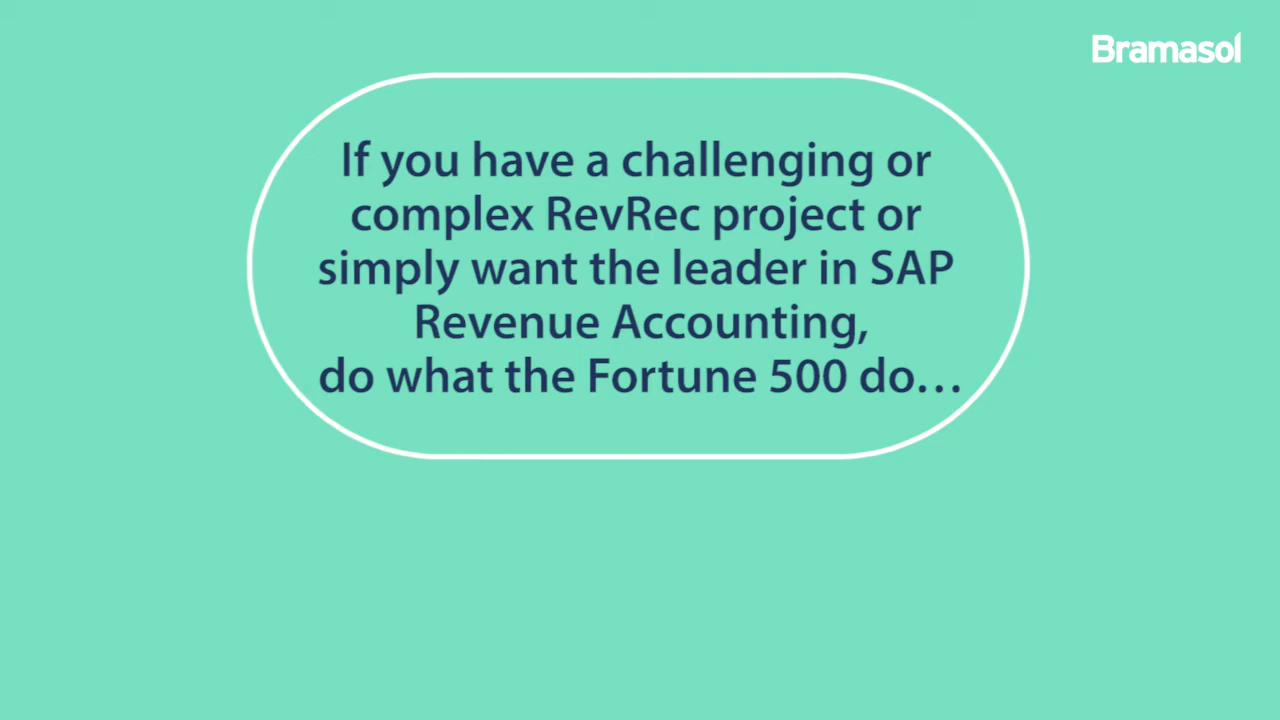 Bramasol
If you have a challenging or
complex RevRec project or
simply want the leader in SAP
Revenue Accounting,
do what the Fortune 500 do…